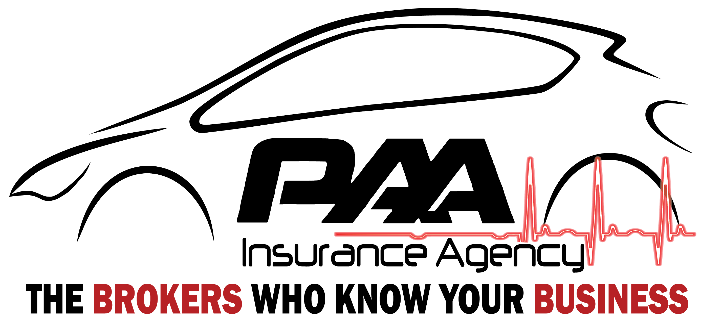 PAA
Insurance Agency
THE BROKERS WHO KNOW YOUR BUSINESS